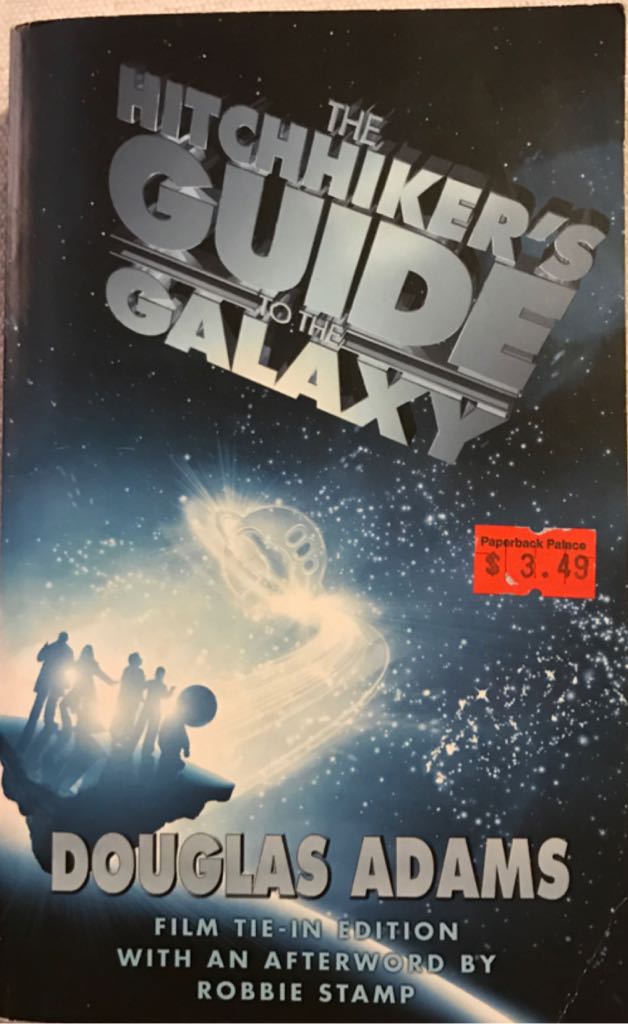 THE
HITCHHIKER'S
GUIDE
TO THE
GALAXY
Paperback Palace
$ 3.49
DOUGLAS ADAMS
FILM TIE-IN EDITION
WITH AN AFTERWORD BY
ROBBIE STAMP